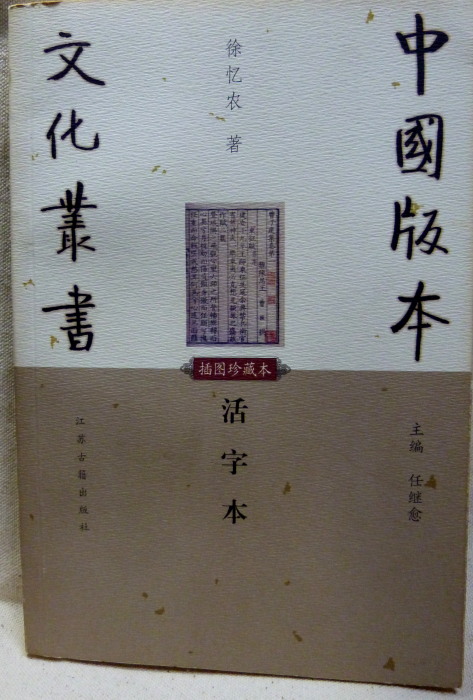 中國版本
文化叢書
徐忆农 著
插图珍藏本
活字本
主编 任继愈
江苏古籍出版社